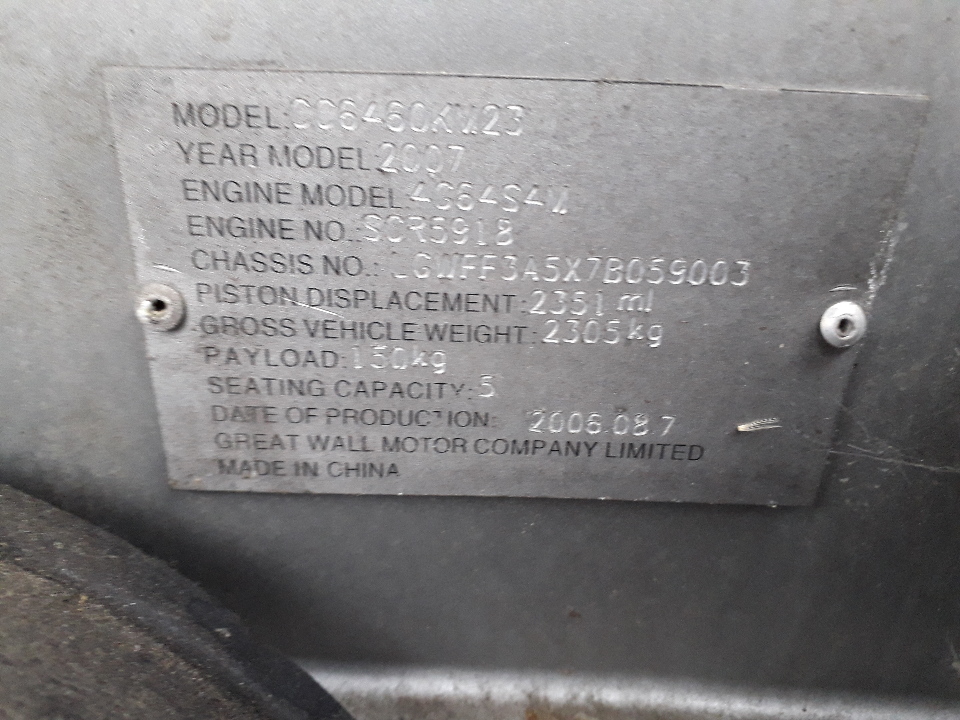 MODEL: CC6460KM23
YEAR MODEL: 2007
ENGINE MODEL: 4G64S4M
ENGINE NO.: SCR5918
CHASSIS NO.: LGWFF3A5X7B059003
PISTON DISPLACEMENT: 2351 ml
GROSS VEHICLE WEIGHT: 2305kg
PAYLOAD: 150kg
SEATING CAPACITY: 5
DATE OF PRODUCTION: 2006.08.7
GREAT WALL MOTOR COMPANY LIMITED
MADE IN CHINA